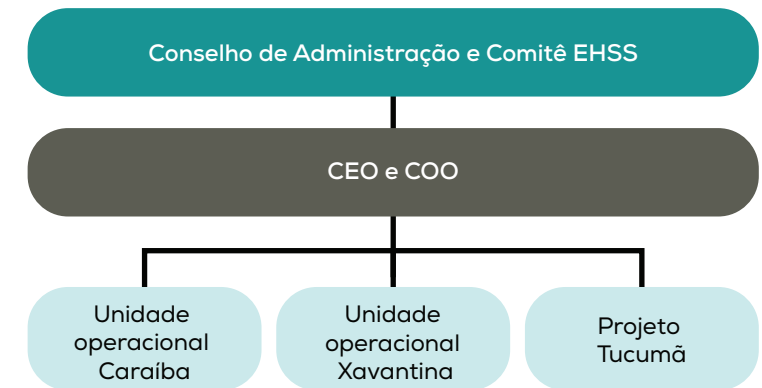 Conselho de Administração e Comitê EHSS
CEO e COO
Unidade
operacional
Caraíba
Unidade
operacional
Xavantina
Projeto
Tucumã